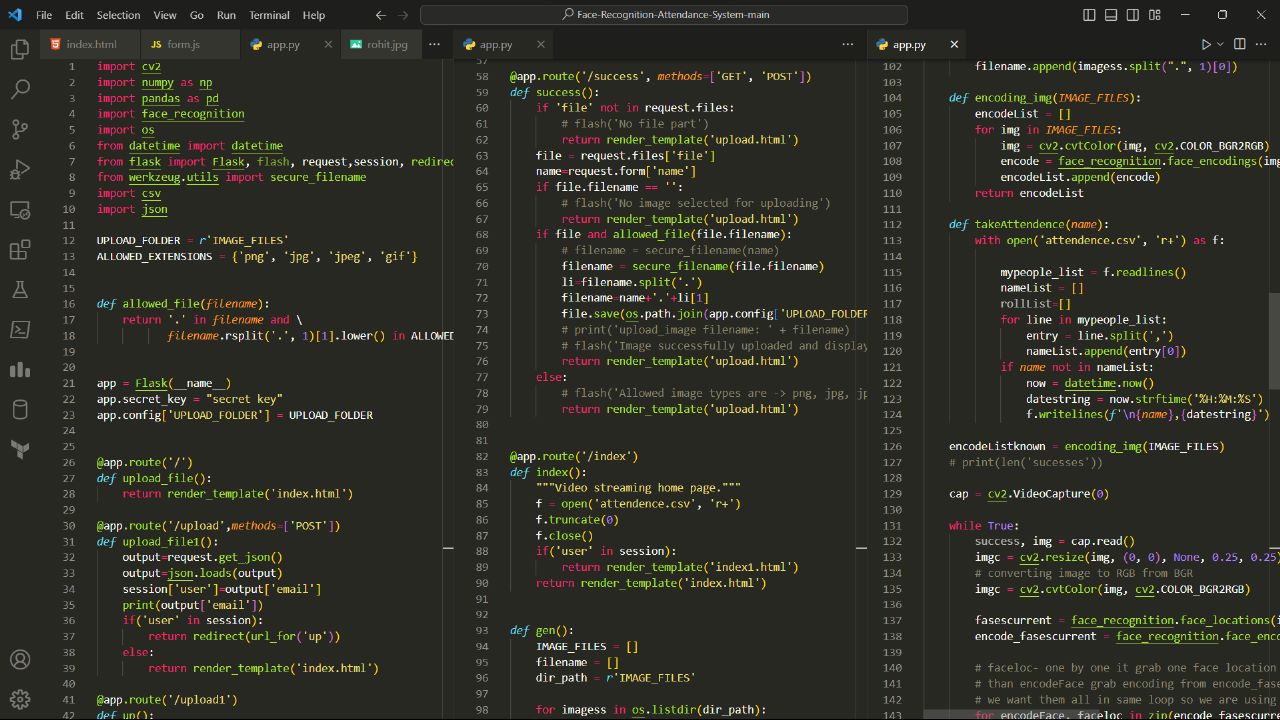 File Edit Selection View Go Run Terminal Help
Face-Recognition-Attendance-System-main
index.html
JS form.js
app.py
rohit.jpg
1 import cv2
2 import numpy as np
3 import pandas as pd
4 import face_recognition
5 import os
6 from datetime import datetime
7 from flask import Flask, flash, request,session, redirec
8 from werkzeug.utils import secure_filename
9 import csv
10 import json
11
12 UPLOAD_FOLDER = r'IMAGE_FILES'
13 ALLOWED_EXTENSIONS = {'png', 'jpg', 'jpeg', 'gif'}
14
15
16 def allowed_file(filename):
17 return '.' in filename and \
18 filename.rsplit('.', 1)[1].lower() in ALLOWED
19
20
21 app = Flask(__name__)
22 app.secret_key = "secret key"
23 app.config['UPLOAD_FOLDER'] = UPLOAD_FOLDER
24
25
26 @app.route('/')
27 def upload_file():
28 return render_template('index.html')
29
30 @app.route('/upload',methods=['POST'])
31 def upload_file1():
32 output=request.get_json()
33 output=json.loads(output)
34 session['user']=output['email']
35 print(output['email'])
36 if('user' in session):
37 return redirect(url_for('up'))
38 else:
39 return render_template('index.html')
40
41 @app.route('/upload1')
42 def up():
app.py
57
58 @app.route('/success', methods=['GET', 'POST'])
59 def success():
60 if 'file' not in request.files:
61 # flash('No file part')
62 return render_template('upload.html')
63 file = request.files['file']
64 name=request.form['name']
65 if file.filename == '':
66 # flash('No image selected for uploading')
67 return render_template('upload.html')
68 if file and allowed_file(file.filename):
69 # filename = secure_filename(name)
70 filename = secure_filename(file.filename)
71 li=filename.split('.')
72 filename=name+'.'+li[1]
73 file.save(os.path.join(app.config['UPLOAD_FOLDER
74 # print('upload_image filename: ' + filename)
75 # flash('Image successfully uploaded and display
76 return render_template('upload.html')
77 else:
78 # flash('Allowed image types are -> png, jpg, jp
79 return render_template('upload.html')
80
81
82 @app.route('/index')
83 def index():
84 """Video streaming home page."""
85 f = open('attendence.csv', 'r+')
86 f.truncate(0)
87 f.close()
88 if('user' in session):
89 return render_template('index1.html')
90 return render_template('index.html')
91
92
93 def gen():
94 IMAGE_FILES = []
95 filename = []
96 dir_path = r'IMAGE_FILES'
97
98 for imagess in os.listdir(dir_path):
app.py
102 filename.append(imagess.split(".", 1)[0])
103
104 def encoding_img(IMAGE_FILES):
105 encodeList = []
106 for img in IMAGE_FILES:
107 img = cv2.cvtColor(img, cv2.COLOR_BGR2RGB)
108 encode = face_recognition.face_encodings(img
109 encodeList.append(encode)
110 return encodeList
111
112 def takeAttendence(name):
113 with open('attendence.csv', 'r+') as f:
114
115 mypeople_list = f.readlines()
116 nameList = []
117 rollList=[]
118 for line in mypeople_list:
119 entry = line.split(',')
120 nameList.append(entry[0])
121 if name not in nameList:
122 now = datetime.now()
123 datestring = now.strftime('%H:%M:%S')
124 f.writelines(f'\n{name},{datestring}')
125
126 encodeListknown = encoding_img(IMAGE_FILES)
127 # print(len('sucesses'))
128
129 cap = cv2.VideoCapture(0)
130
131 while True:
132 success, img = cap.read()
133 imgc = cv2.resize(img, (0, 0), None, 0.25, 0.25)
134 # converting image to RGB from BGR
135 imgc = cv2.cvtColor(img, cv2.COLOR_BGR2RGB)
136
137 fasescurrent = face_recognition.face_locations(i
138 encode_fasescurrent = face_recognition.face_enco
139
140 # faceloc- one by one it grab one face location
141 # than encodeFace grab encoding from encode_fase
142 # we want them all in same loop so we are using
143 for encodeFace, faceloc in zip(encode_fasescurre